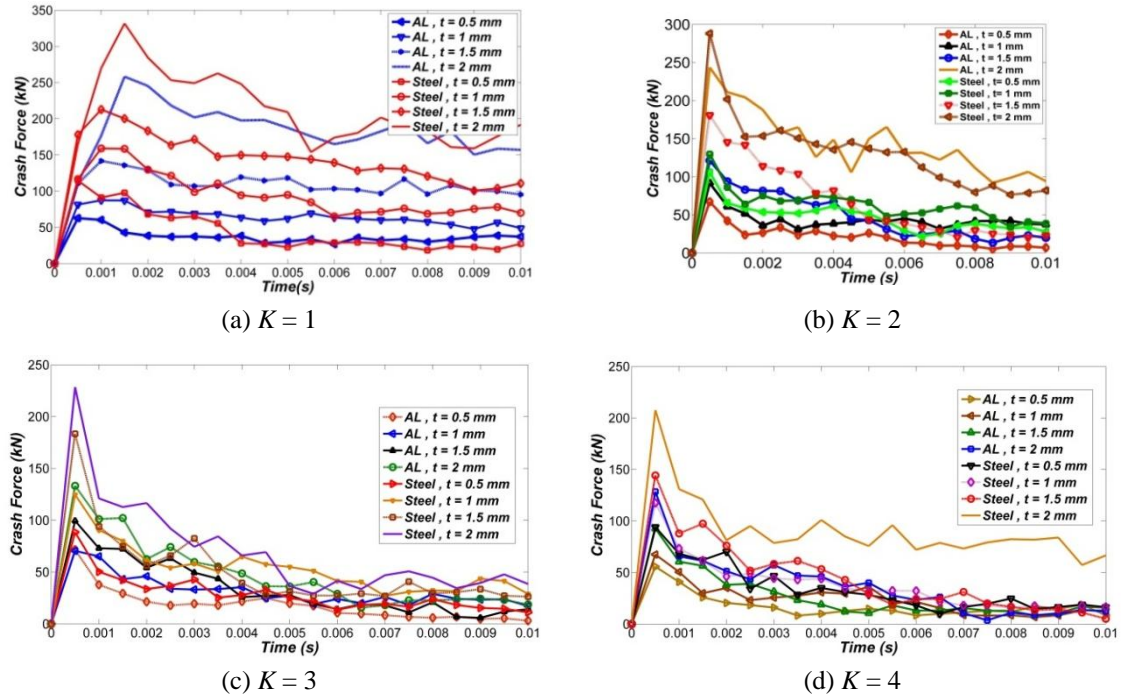 350
300
250
200
150
100
50
0
Crash Force (kN)
0 0.001 0.002 0.003 0.004 0.005 0.006 0.007 0.008 0.009 0.01
Time(s)
AL , t = 0.5 mm
AL , t = 1 mm
AL , t = 1.5 mm
AL , t = 2 mm
Steel , t = 0.5 mm
Steel , t = 1 mm
Steel , t = 1.5 mm
Steel , t = 2 mm
(a) K = 1
300
250
200
150
100
50
0
Crash Force (kN)
0 0.002 0.004 0.006 0.008 0.01
Time (s)
AL , t = 0.5 mm
AL , t = 1 mm
AL , t = 1.5 mm
AL , t = 2 mm
Steel , t= 0.5 mm
Steel , t= 1 mm
Steel , t= 1.5 mm
Steel , t= 2 mm
(b) K = 2
250
200
150
100
50
0
Crash Force (kN)
0 0.001 0.002 0.003 0.004 0.005 0.006 0.007 0.008 0.009 0.01
Time (s)
AL , t = 0.5 mm
AL , t = 1 mm
AL , t = 1.5 mm
AL , t = 2 mm
Steel , t = 0.5 mm
Steel , t = 1 mm
Steel , t = 1.5 mm
Steel , t = 2 mm
(c) K = 3
250
200
150
100
50
0
Crash Force (kN)
0 0.001 0.002 0.003 0.004 0.005 0.006 0.007 0.008 0.009 0.01
Time (s)
AL , t = 0.5 mm
AL , t = 1 mm
AL , t = 1.5 mm
AL , t = 2 mm
Steel , t = 0.5 mm
Steel , t = 1 mm
Steel , t = 1.5 mm
Steel , t = 2 mm
(d) K = 4